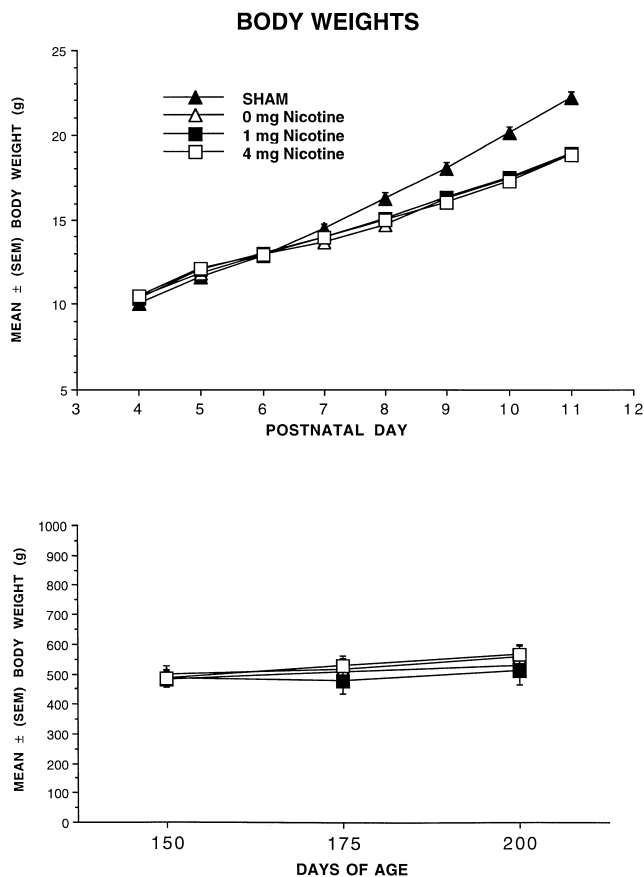 BODY WEIGHTS
25
20
15
10
5
MEAN ± (SEM) BODY WEIGHT (g)
SHAM
0 mg Nicotine
1 mg Nicotine
4 mg Nicotine
3 4 5 6 7 8 9 10 11 12
POSTNATAL DAY
1000
900
800
700
600
500
400
300
200
100
0
MEAN ± (SEM) BODY WEIGHT (g)
150 175 200
DAYS OF AGE